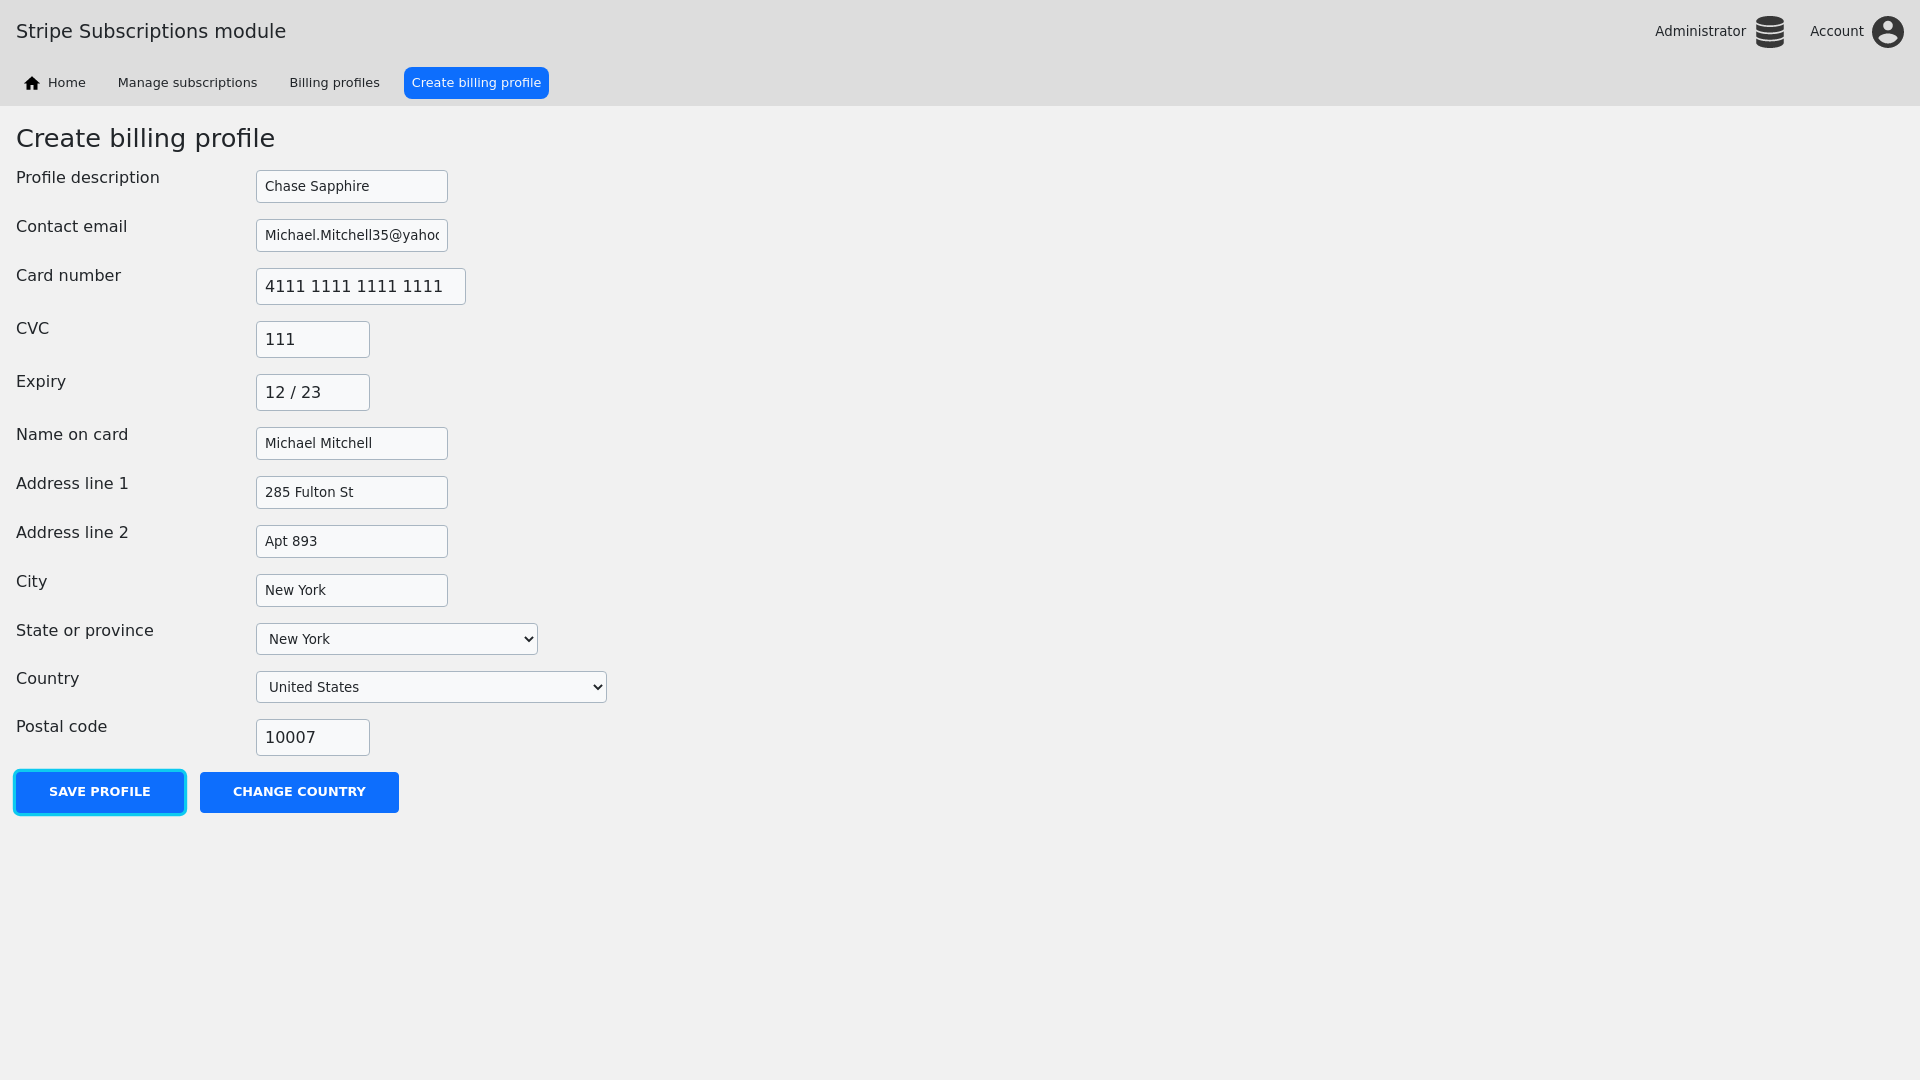 Stripe Subscriptions module
Administrator
Account
Home
Manage subscriptions
Billing profiles
Create billing profile
Create billing profile
Profile description
Chase Sapphire
Contact email
Michael.Mitchell35@yahoo
Card number
4111 1111 1111 1111
CVC
111
Expiry
12 / 23
Name on card
Michael Mitchell
Address line 1
285 Fulton St
Address line 2
Apt 893
City
New York
State or province
New York
Country
United States
Postal code
10007
SAVE PROFILE
CHANGE COUNTRY